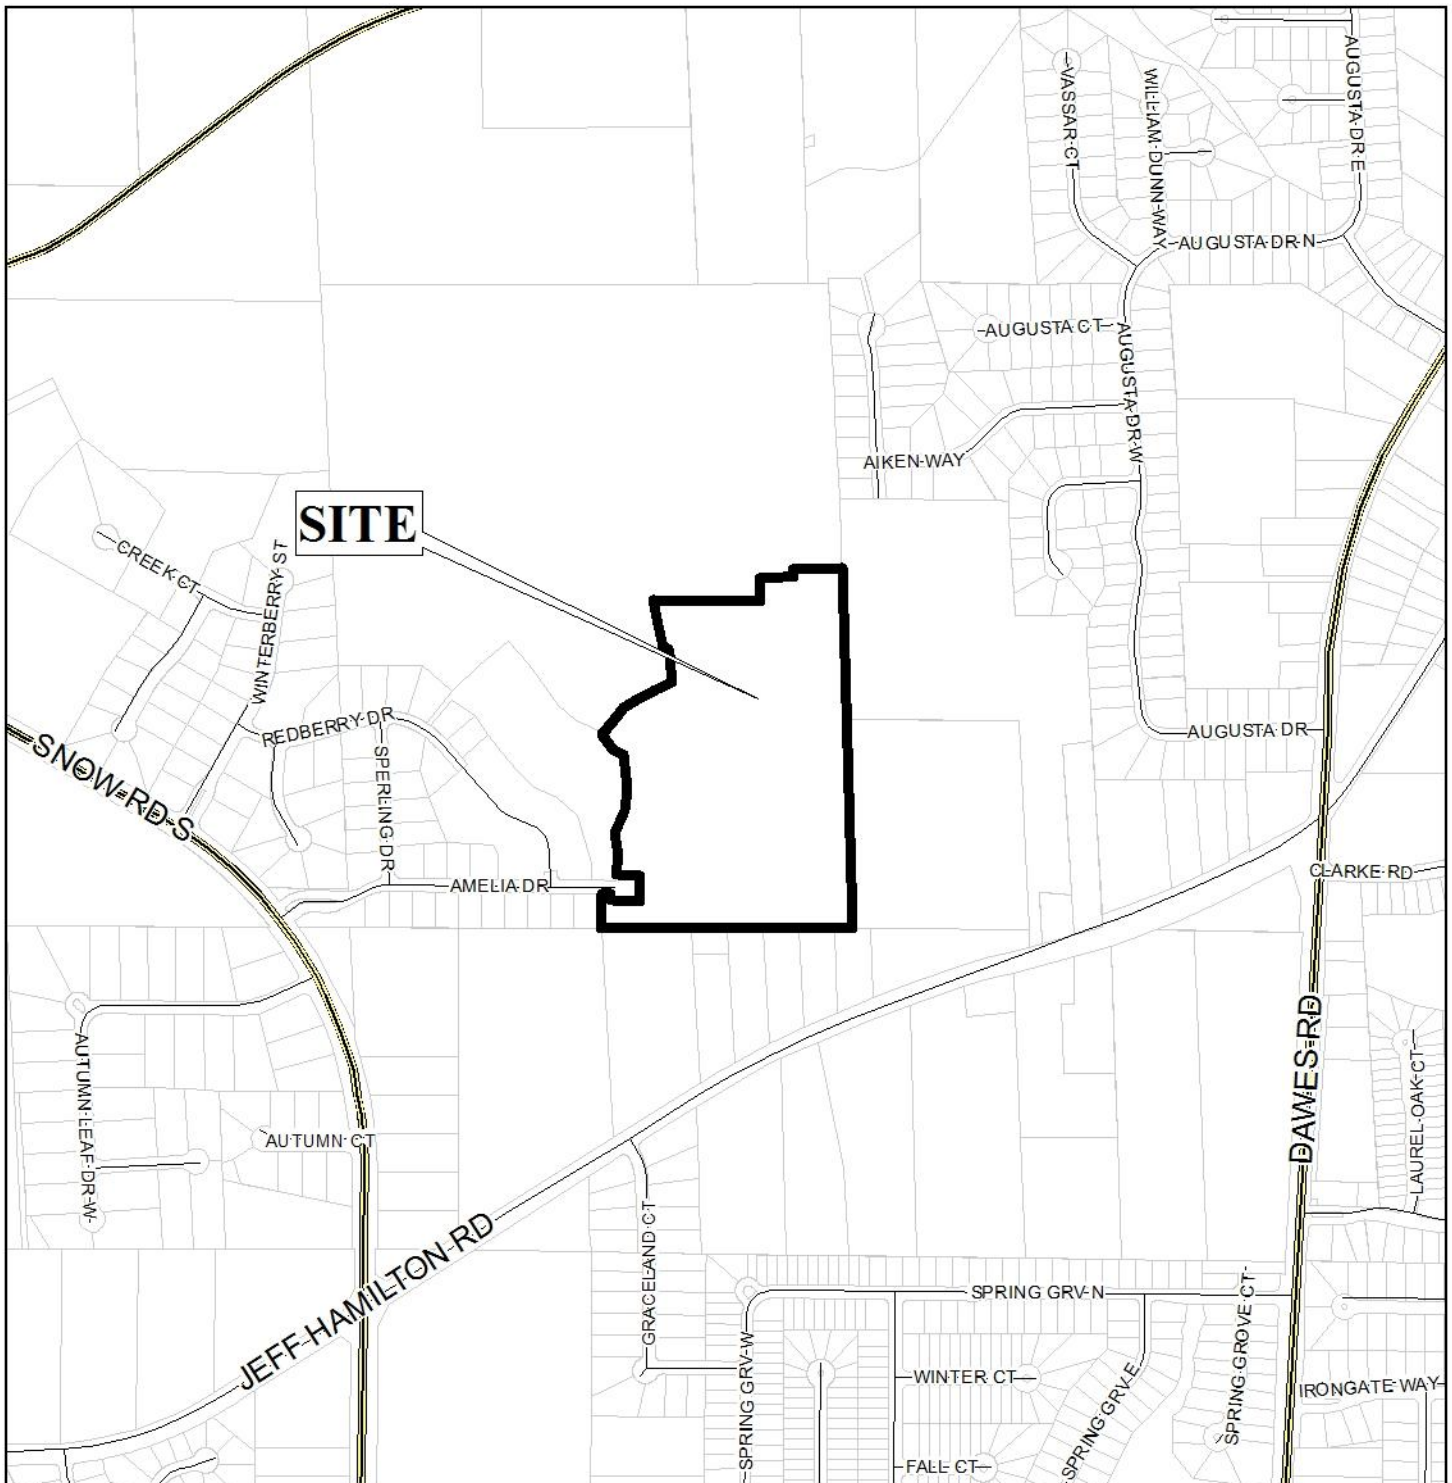 VASSAR CT
WILLIAM DUNN WAY
AUGUSTA DR E
AUGUSTA DR N
AUGUSTA CT
AUGUSTA DR W
AIKEN WAY
SITE
CREEK CT
WINTERBERRY ST
REDBERRY DR
SPERLING DR
AUGUSTA DR
SNOW RD S
AMELIA DR
CLARKE RD
DAWES RD
AUTUMN LEAF DR W
AUTUMN CT
LAUREL OAK CT
JEFF HAMILTON RD
GRACELAND CT
SPRING GRV N
SPRING GROVE CT
SPRING GRV W
WINTER CT
SPRING GRV E
IRONGATE WAY
FALL CT